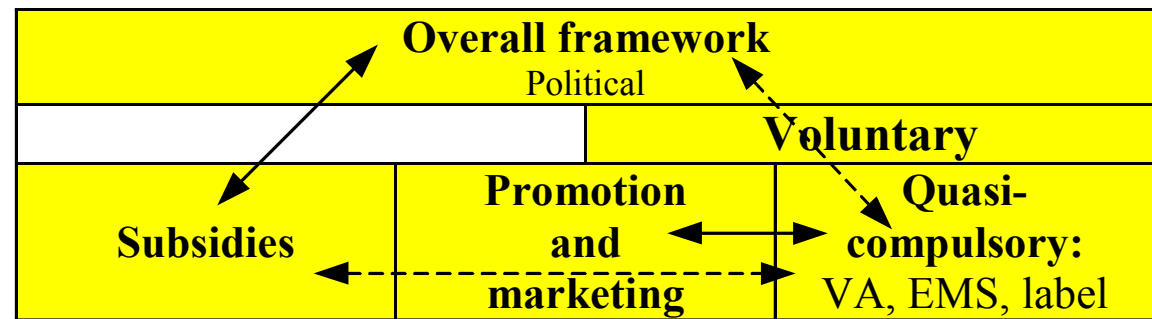 Overall framework
Political
Voluntary
Subsidies
Promotion
and
marketing
Quasi-
compulsory:
VA, EMS, label